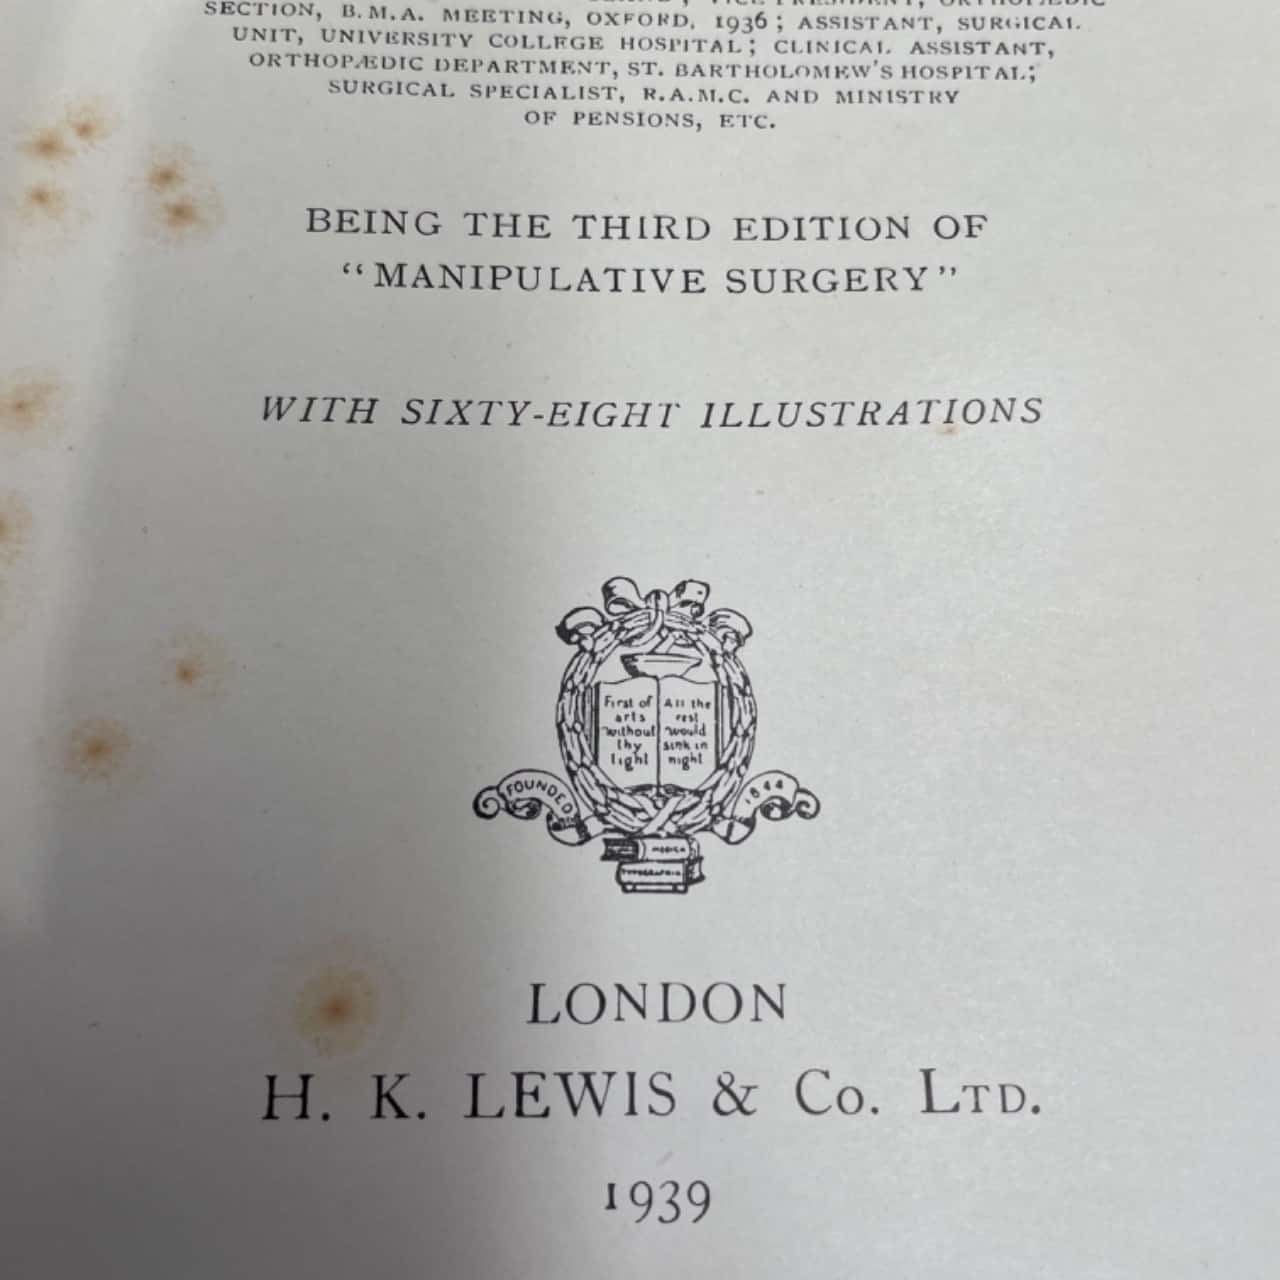 SECTION, B.M.A. MEETING, OXFORD, 1936; ASSISTANT, SURGICAL
UNIT, UNIVERSITY COLLEGE HOSPITAL; CLINICAL ASSISTANT,
ORTHOPÆDIC DEPARTMENT, ST. BARTHOLOMEW'S HOSPITAL;
SURGICAL SPECIALIST, R.A.M.C. AND MINISTRY
OF PENSIONS, ETC.
BEING THE THIRD EDITION OF
“MANIPULATIVE SURGERY”
WITH SIXTY-EIGHT ILLUSTRATIONS
First of
arts
without
thy
light
All the
rest
would
sink in
night
FOUNDED
1844
MEDICA
TYPOGRAPHIA
LONDON
H. K. LEWIS & Co. LTD.
1939